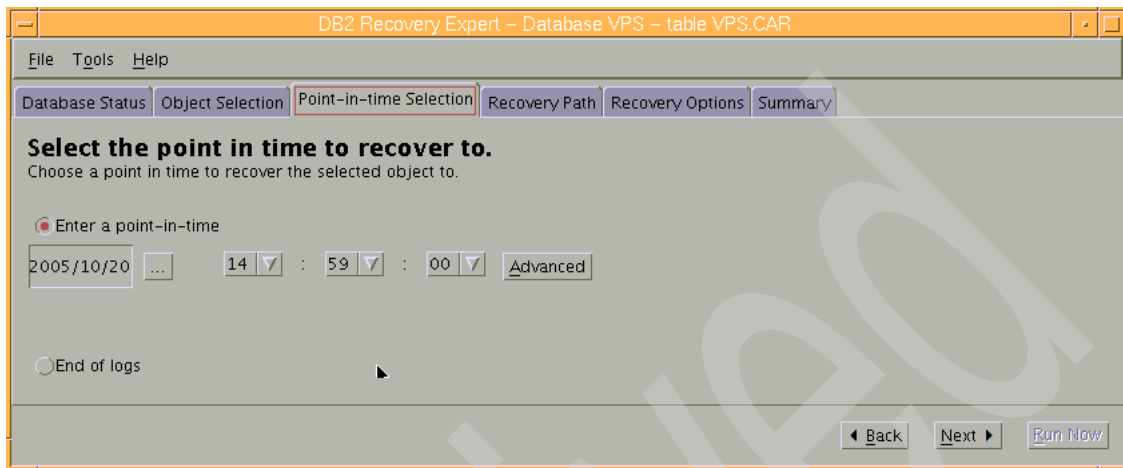 DB2 Recovery Expert – Database VPS – table VPS.CAR
File Tools Help
Database Status Object Selection Point-in-time Selection Recovery Path Recovery Options Summary
Select the point in time to recover to.
Choose a point in time to recover the selected object to.
Enter a point-in-time
2005/10/20 ... 14 : 59 : 00 Advanced
End of logs
Back Next Run Now